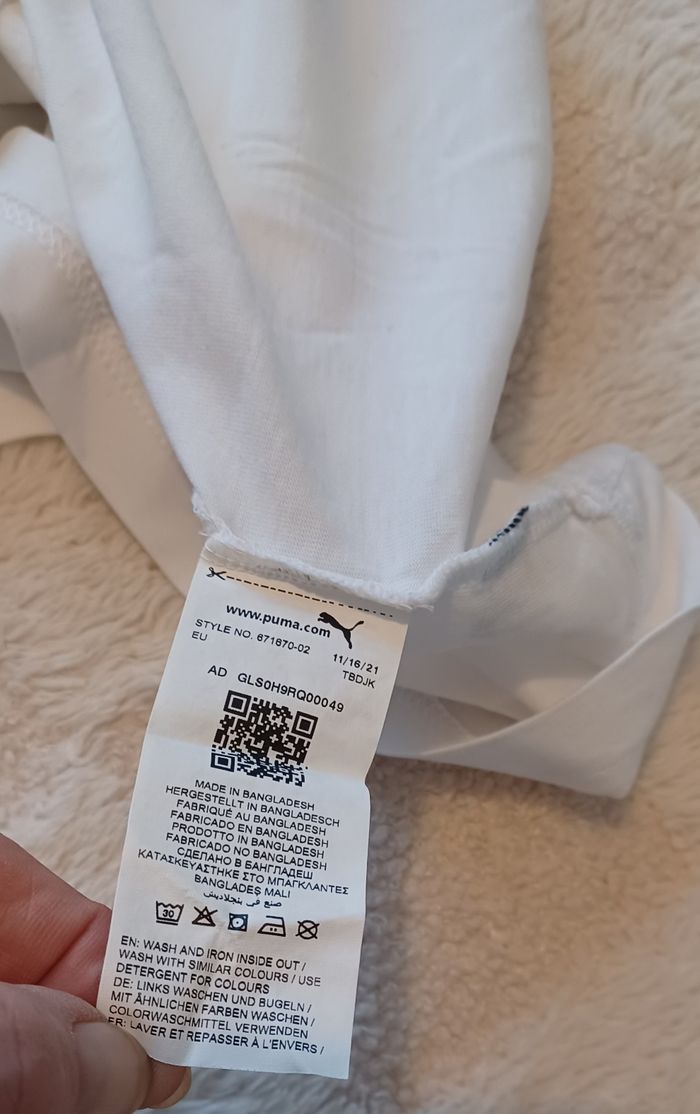 www.puma.com
STYLE NO. 671670-02
EU
11/16/21
TBDJK
AD GLS0H9RQ00049
MADE IN BANGLADESH
HERGESTELLT IN BANGLADESCH
FABRIQUÉ AU BANGLADESH
FABRICADO EN BANGLADESH
PRODOTTO IN BANGLADESH
FABRICADO NO BANGLADESH
СДЕЛАНО В БАНГЛАДЕШ
ΚΑΤΑΣΚΕΥΑΣΤΗΚΕ ΣΤΟ ΜΠΑΓΚΛΑΝΤΕΣ
BANGLADEŞ MALI
صنع في بنجلاديش
30
EN: WASH AND IRON INSIDE OUT /
WASH WITH SIMILAR COLOURS / USE
DETERGENT FOR COLOURS
DE: LINKS WASCHEN UND BUGELN /
MIT ÄHNLICHEN FARBEN WASCHEN /
COLORWASCHMITTEL VERWENDEN
FR: LAVER ET REPASSER À L'ENVERS /